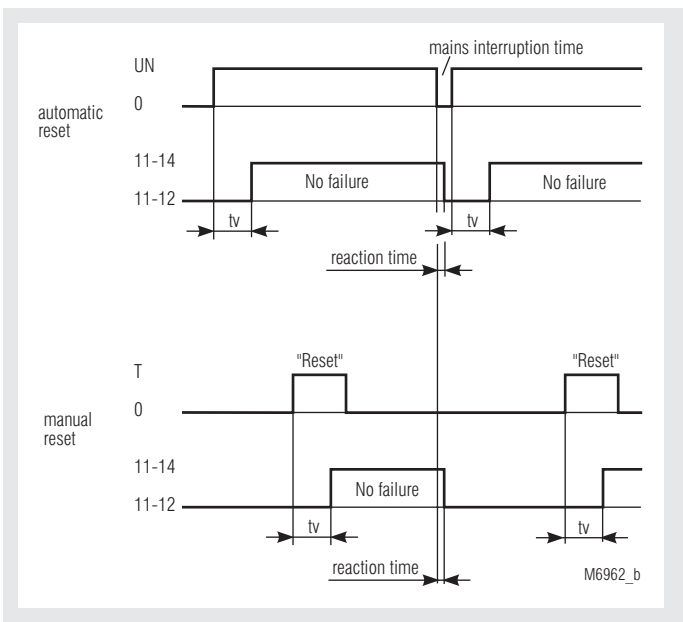 mains interruption time
UN
0
automatic
reset
11-14
No failure
No failure
11-12
tv
tv
reaction time
"Reset"
"Reset"
T
0
manual
reset
11-14
No failure
11-12
tv
tv
reaction time
M6962_b